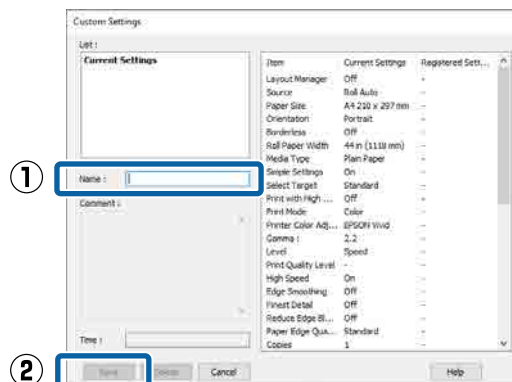 Custom Settings
List :
Current Settings
Item Current Settings Registered Sett...
Layout Manager Off -
Source Roll Auto -
Paper Size A4 210 x 297 mm -
Orientation Portrait -
Borderless Off -
Roll Paper Width 44 in (1118 mm) -
Media Type Plain Paper -
① Name :
Simple Settings On -
Select Target Standard -
Comment :
Print with High ... Off -
Print Mode Color -
Printer Color Adj... EPSON Vivid -
Gamma : 2.2 -
Level Speed -
Print Quality Level - -
High Speed On -
Edge Smoothing Off -
Finest Detail Off -
Reduce Edge Bl... Off -
Paper Edge Qua... Standard -
Time :
Copies 1 -
② Save Delete Cancel Help